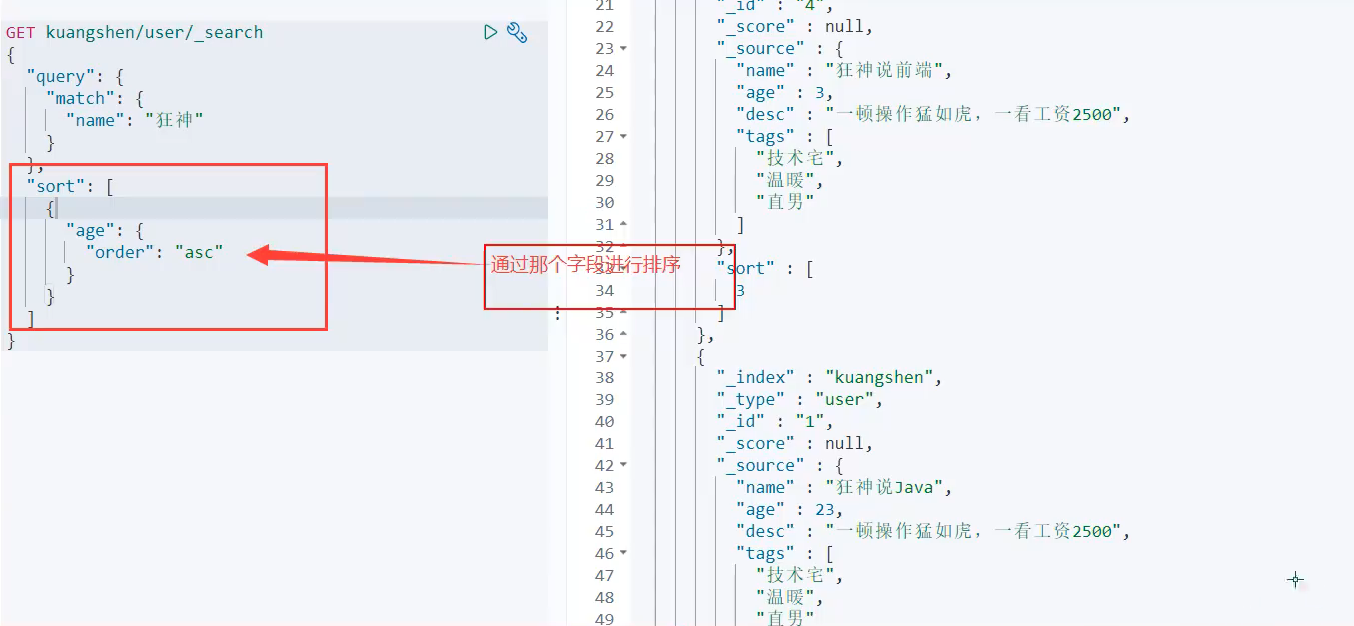 GET kuangshen/user/_search
{
"query": {
"match": {
"name": "狂神"
}
},
"sort": [
{
"age": {
"order": "asc"
}
}
]
}
通过那个字段进行排序
21 "_id" : "4",
22 "_score" : null,
23 "_source" : {
24 "name" : "狂神说前端",
25 "age" : 3,
26 "desc" : "一顿操作猛如虎，一看工资2500",
27 "tags" : [
28 "技术宅",
29 "温暖",
30 "直男"
31 ]
32 },
33 "sort" : [
34 3
35 ]
36 },
37 {
38 "_index" : "kuangshen",
39 "_type" : "user",
40 "_id" : "1",
41 "_score" : null,
42 "_source" : {
43 "name" : "狂神说Java",
44 "age" : 23,
45 "desc" : "一顿操作猛如虎，一看工资2500",
46 "tags" : [
47 "技术宅",
48 "温暖",
49 "直男"